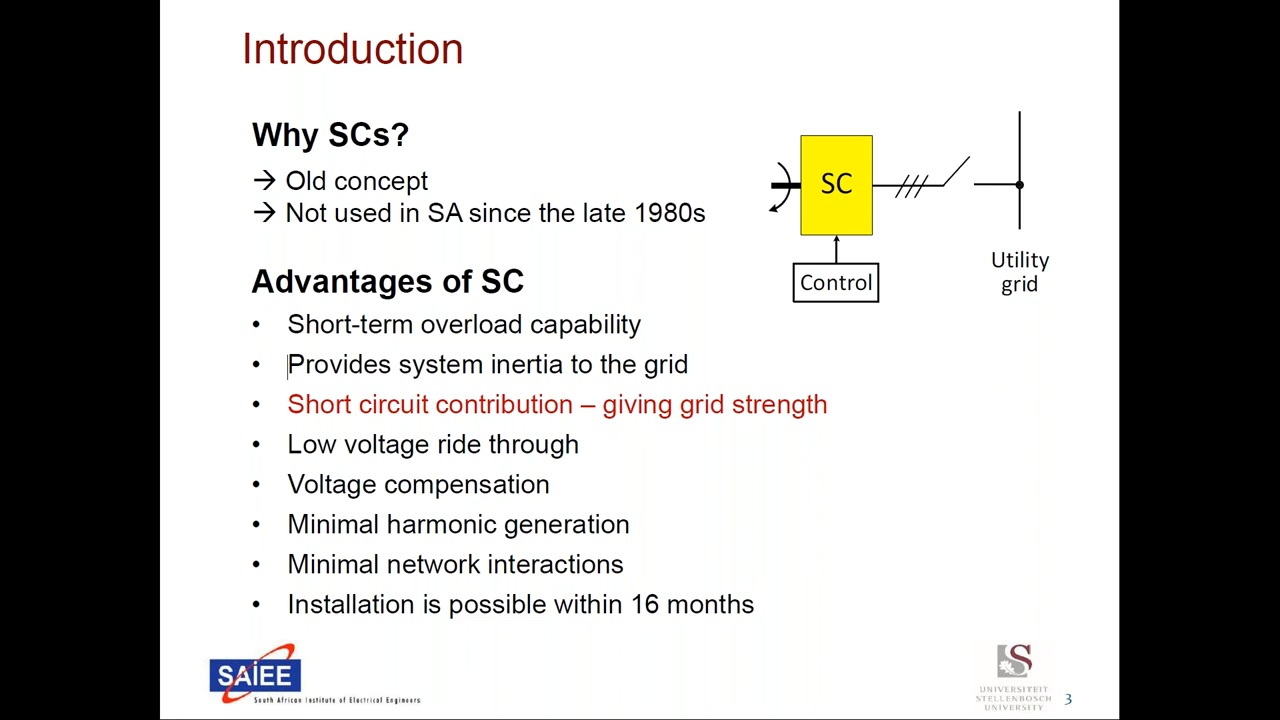 Introduction
Why SCs?
→ Old concept
→ Not used in SA since the late 1980s
SC
Control
Utility
grid
Advantages of SC
• Short-term overload capability
• Provides system inertia to the grid
• Short circuit contribution – giving grid strength
• Low voltage ride through
• Voltage compensation
• Minimal harmonic generation
• Minimal network interactions
• Installation is possible within 16 months
SAIEE
South African Institute of Electrical Engineers
UNIVERSITEIT
STELLENBOSCH
UNIVERSITY
3